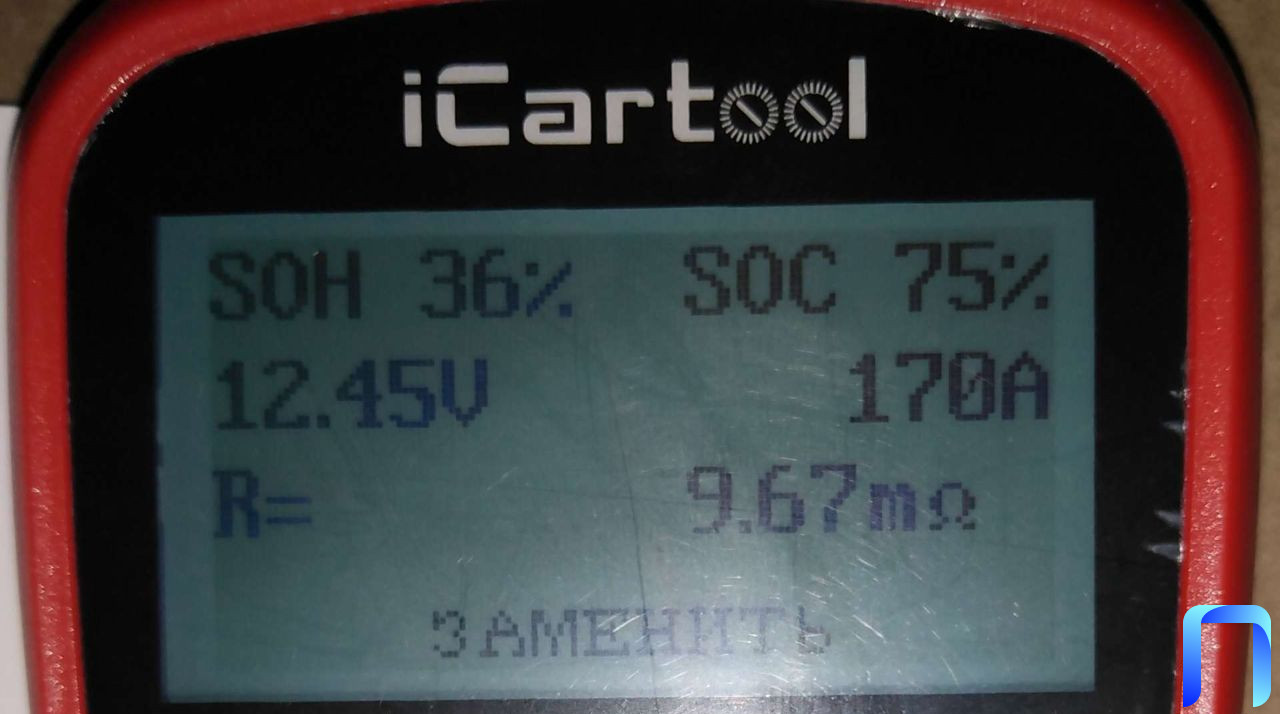 iCartool
SOH 36% SOC 75%
12.45V 170A
R= 9.67mΩ
ЗАМЕНИТЬ